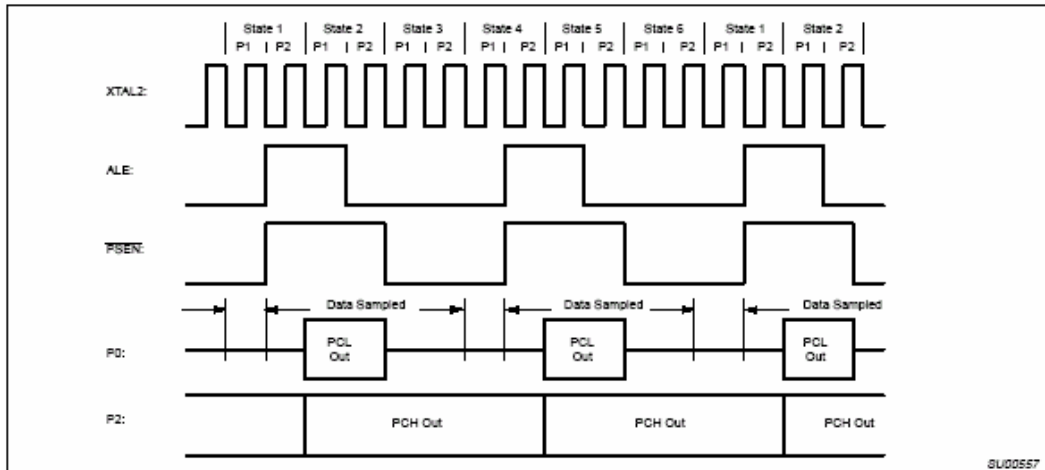 State 1 State 2 State 3 State 4 State 5 State 6 State 1 State 2
P1 P2 P1 P2 P1 P2 P1 P2 P1 P2 P1 P2 P1 P2 P1 P2
XTAL2:
ALE:
PSEN:
Data Sampled Data Sampled Data Sampled
P0:
PCL PCL PCL
Out Out Out
P2:
PCH Out PCH Out PCH Out
SU00557